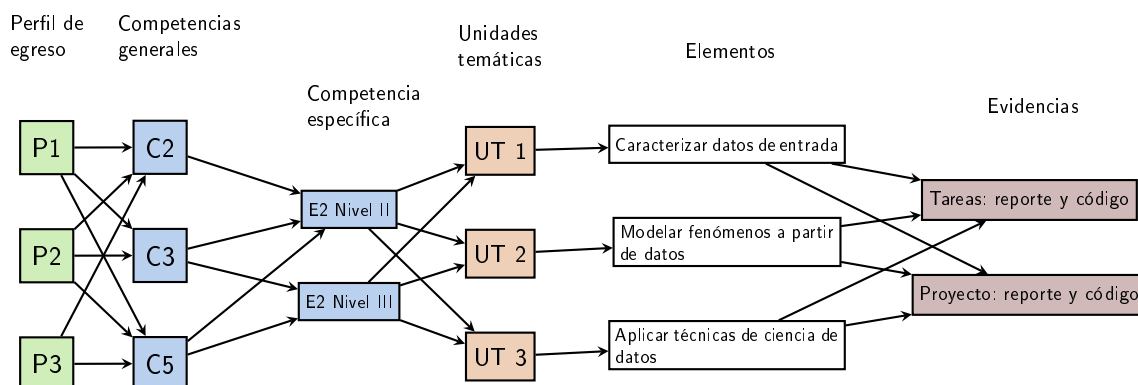 Perfil de
egreso
Competencias
generales
Competencia
específica
Unidades
temáticas
Elementos
Evidencias
P1
P2
P3
C2
C3
C5
E2 Nivel II
E2 Nivel III
UT 1
UT 2
UT 3
Caracterizar datos de entrada
Modelar fenómenos a partir
de datos
Aplicar técnicas de ciencia de
datos
Tareas: reporte y código
Proyecto: reporte y código